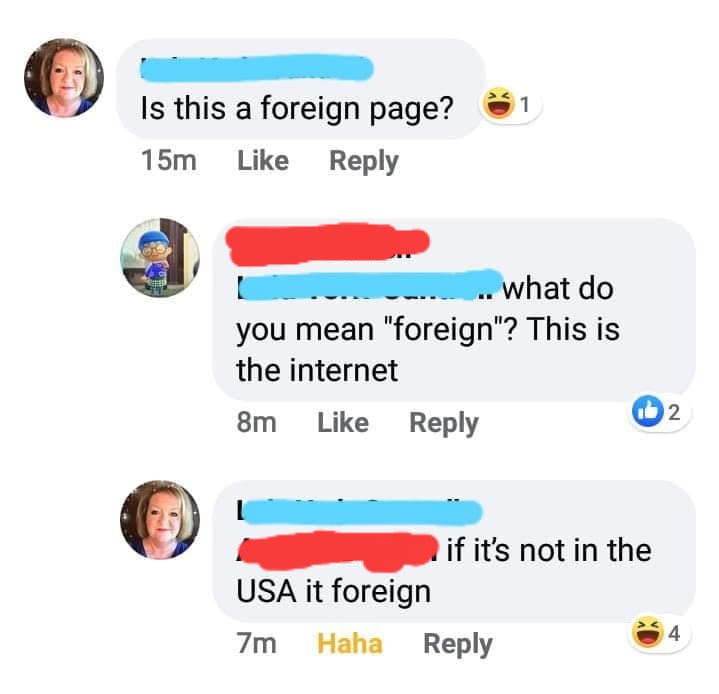 Is this a foreign page?
1
15m Like Reply
what do
you mean "foreign"? This is
the internet
2
8m Like Reply
if it's not in the
USA it foreign
4
7m Haha Reply